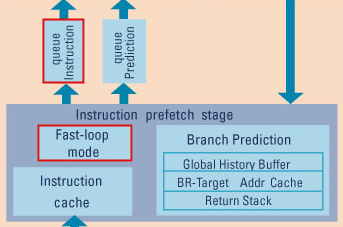 queue
Instruction
queue
Prediction
Instruction prefetch stage
Fast-loop
mode
Instruction
cache
Branch Prediction
Global History Buffer
BR-Target Addr Cache
Return Stack